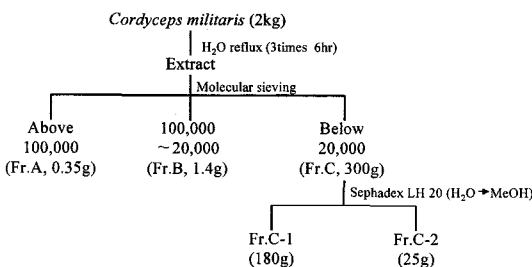 Cordyceps militaris (2kg)
H₂O reflux (3times 6hr)
Extract
Molecular sieving
Above
100,000
(Fr.A, 0.35g)
100,000
~20,000
(Fr.B, 1.4g)
Below
20,000
(Fr.C, 300g)
Sephadex LH 20 (H₂O →MeOH)
Fr.C-1
(180g)
Fr.C-2
(25g)